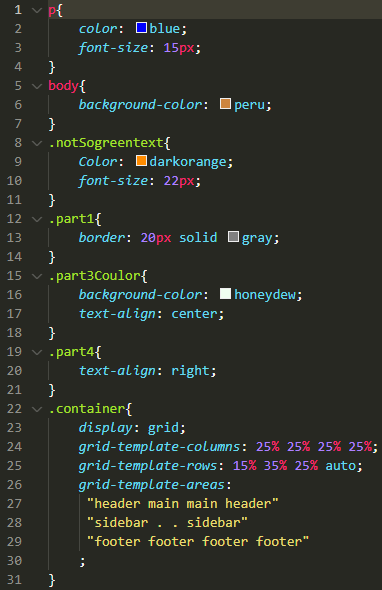 1 p{
2 color: blue;
3 font-size: 15px;
4 }
5 body{
6 background-color: peru;
7 }
8 .notSogreentext{
9 Color: darkorange;
10 font-size: 22px;
11 }
12 .part1{
13 border: 20px solid gray;
14 }
15 .part3Coulor{
16 background-color: honeydew;
17 text-align: center;
18 }
19 .part4{
20 text-align: right;
21 }
22 .container{
23 display: grid;
24 grid-template-columns: 25% 25% 25% 25%;
25 grid-template-rows: 15% 35% 25% auto;
26 grid-template-areas:
27 "header main main header"
28 "sidebar . . sidebar"
29 "footer footer footer footer"
30 ;
31 }